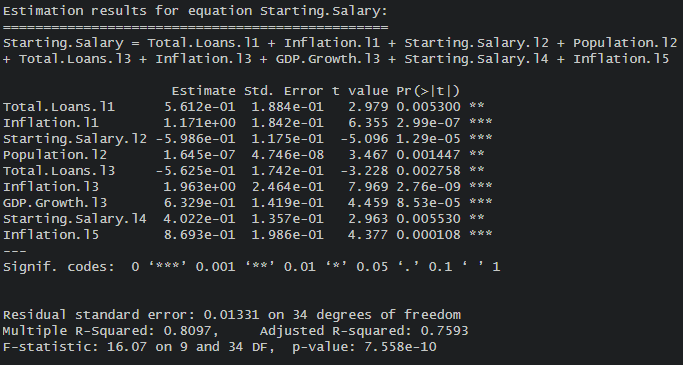 Estimation results for equation Starting.Salary:
================================================
Starting.Salary = Total.Loans.l1 + Inflation.l1 + Starting.Salary.l2 + Population.l2
+ Total.Loans.l3 + Inflation.l3 + GDP.Growth.l3 + Starting.Salary.l4 + Inflation.l5
Estimate Std. Error t value Pr(>|t|)
Total.Loans.l1 5.612e-01 1.884e-01 2.979 0.005300 **
Inflation.l1 1.171e+00 1.842e-01 6.355 2.99e-07 ***
Starting.Salary.l2 -5.986e-01 1.175e-01 -5.096 1.29e-05 ***
Population.l2 1.645e-07 4.746e-08 3.467 0.001447 **
Total.Loans.l3 -5.625e-01 1.742e-01 -3.228 0.002758 **
Inflation.l3 1.963e+00 2.464e-01 7.969 2.76e-09 ***
GDP.Growth.l3 6.329e-01 1.419e-01 4.459 8.53e-05 ***
Starting.Salary.l4 4.022e-01 1.357e-01 2.963 0.005530 **
Inflation.l5 8.693e-01 1.986e-01 4.377 0.000108 ***
---
Signif. codes: 0 ‘***’ 0.001 ‘**’ 0.01 ‘*’ 0.05 ‘.’ 0.1 ‘ ’ 1
Residual standard error: 0.01331 on 34 degrees of freedom
Multiple R-Squared: 0.8097, Adjusted R-squared: 0.7593
F-statistic: 16.07 on 9 and 34 DF, p-value: 7.558e-10